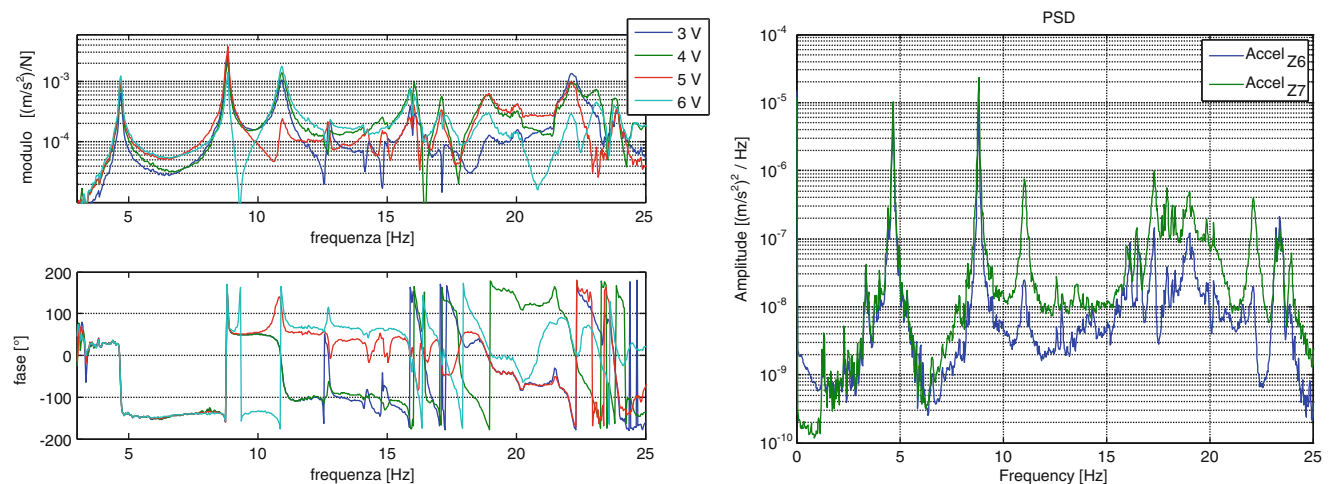 modulo [(m/s²)/N]
10⁻³
10⁻⁴
3 V
4 V
5 V
6 V
5 10 15 20 25
frequenza [Hz]
fase [°]
200
100
0
-100
-200
5 10 15 20 25
frequenza [Hz]
PSD
Amplitude [(m/s²)² / Hz]
10⁻⁴
10⁻⁵
10⁻⁶
10⁻⁷
10⁻⁸
10⁻⁹
10⁻¹⁰
Accel Z6
Accel Z7
0 5 10 15 20 25
Frequency [Hz]